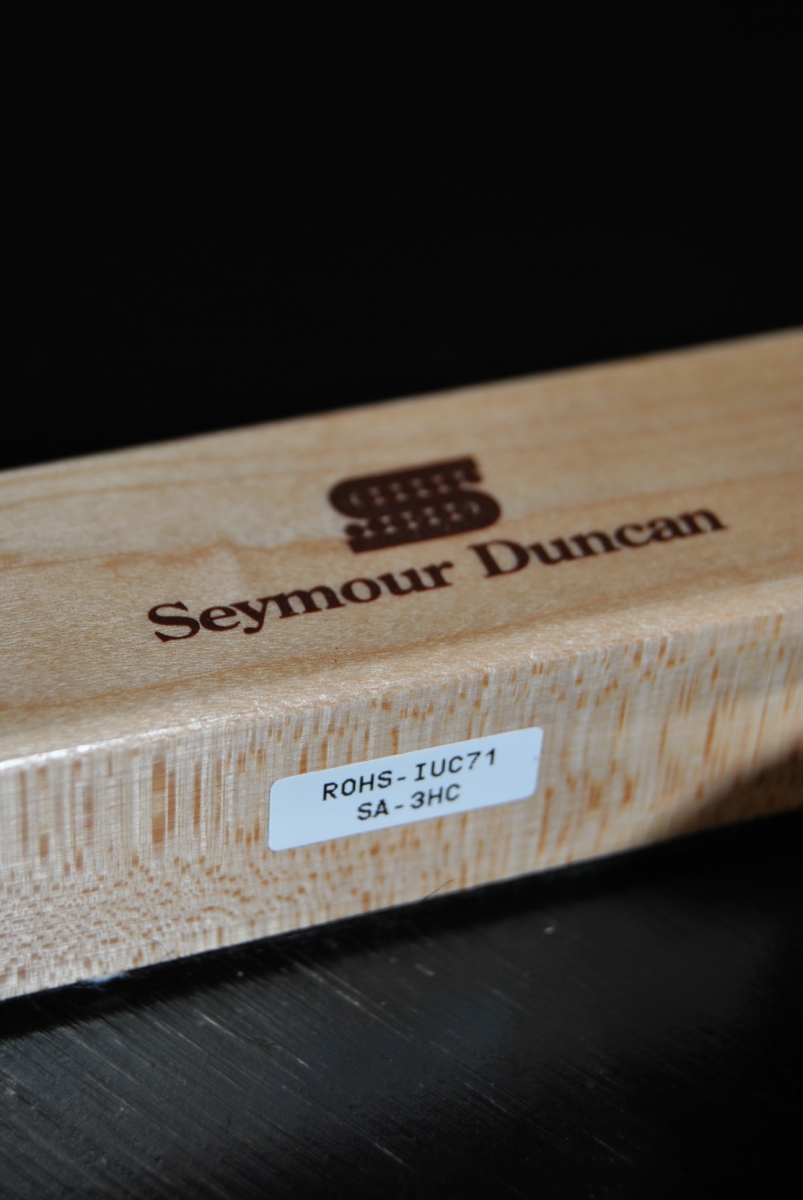 Seymour Duncan
ROHS-IUC71
SA-3HC